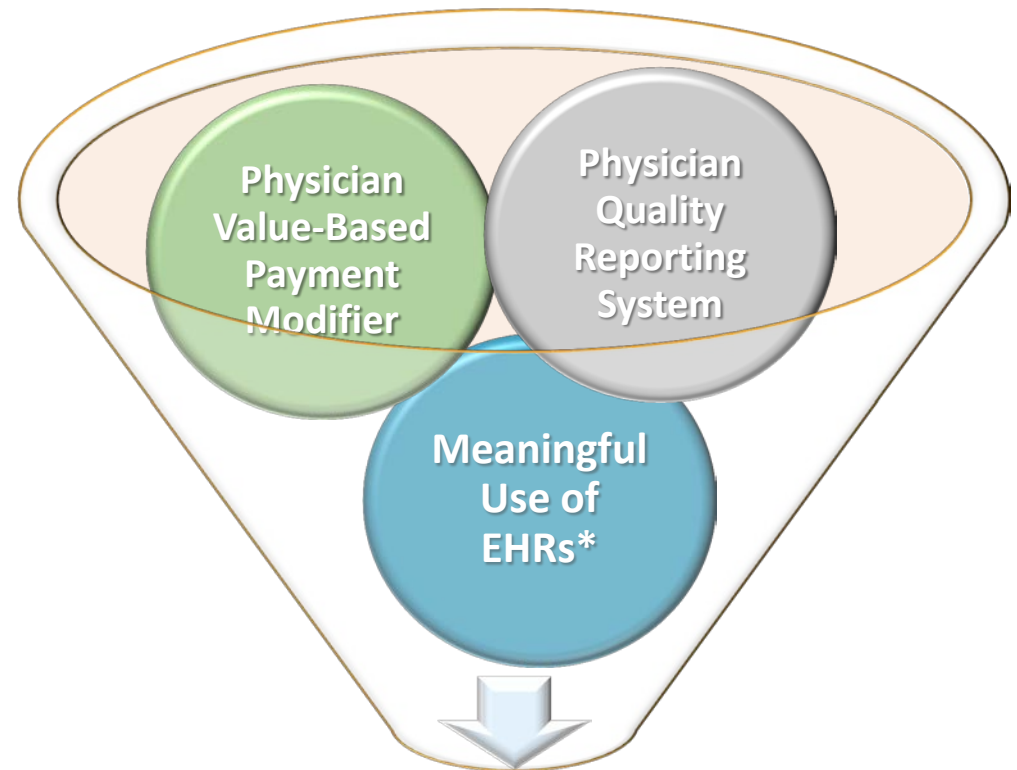 Physician
Value-Based
Payment
Modifier
Physician
Quality
Reporting
System
Meaningful
Use of
EHRs*